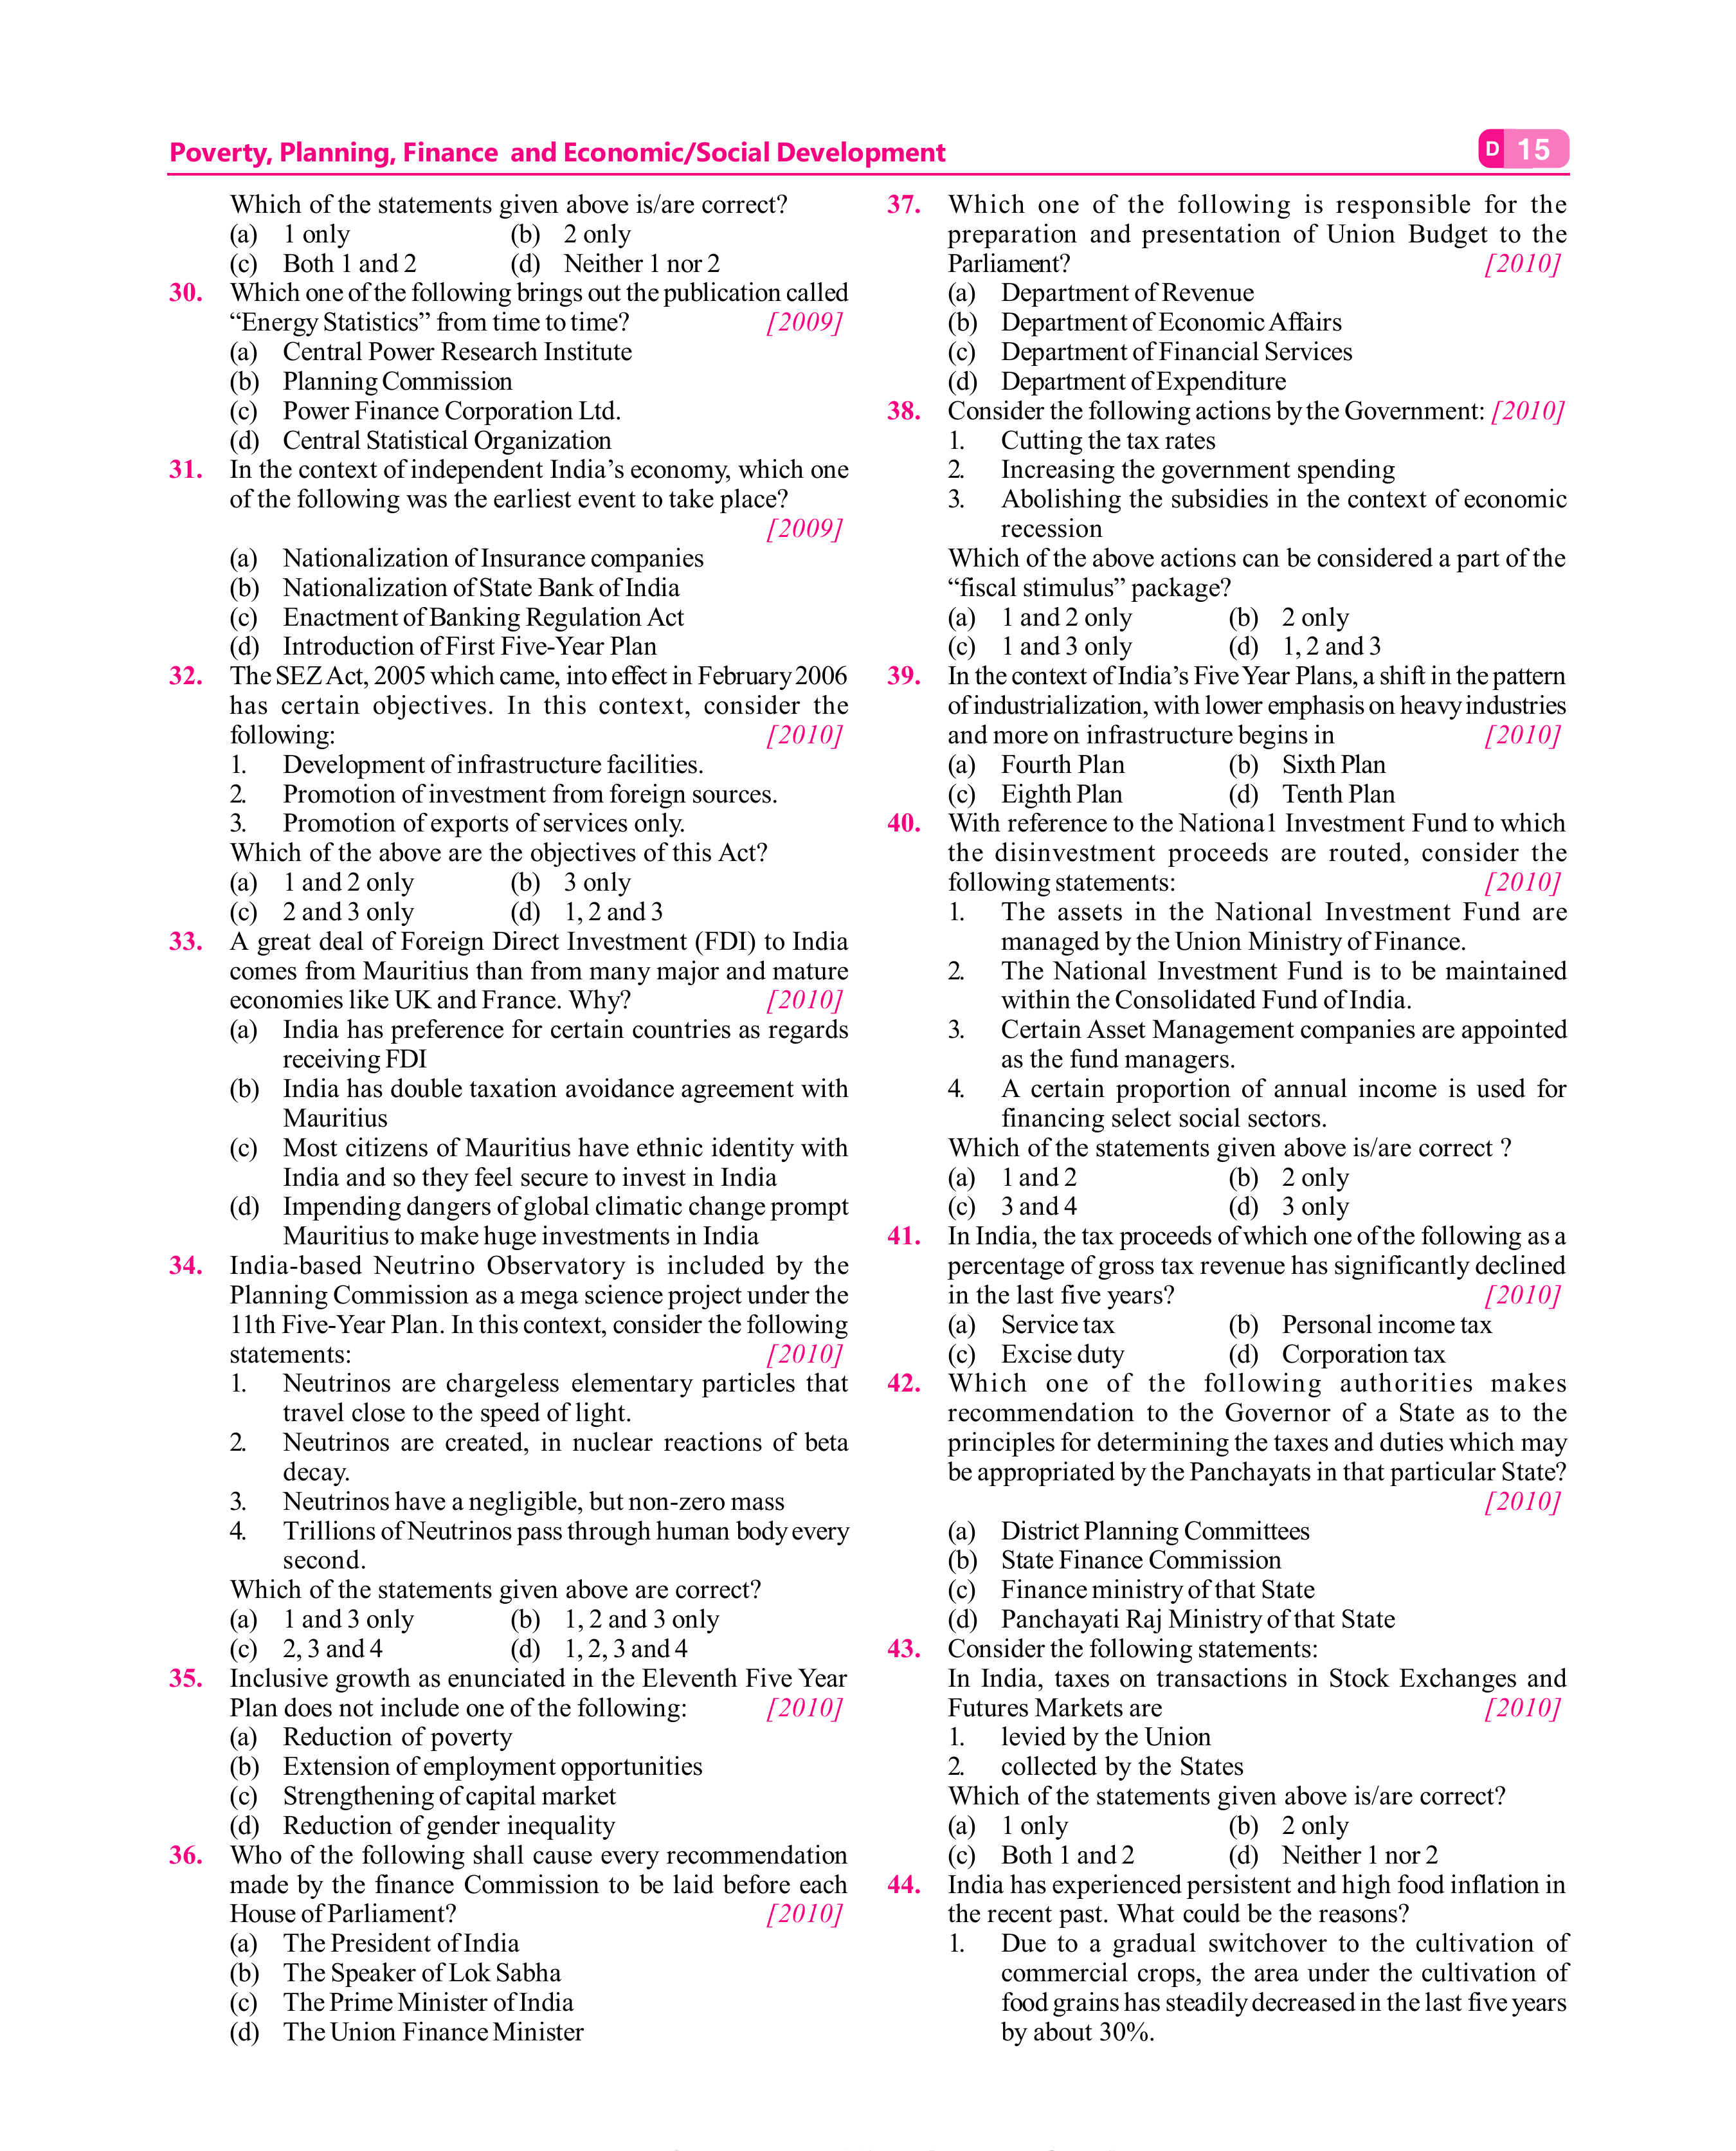 Poverty, Planning, Finance and Economic/Social Development
D 15
Which of the statements given above is/are correct?
(a) 1 only (b) 2 only
(c) Both 1 and 2 (d) Neither 1 nor 2
30. Which one of the following brings out the publication called
“Energy Statistics” from time to time? [2009]
(a) Central Power Research Institute
(b) Planning Commission
(c) Power Finance Corporation Ltd.
(d) Central Statistical Organization
31. In the context of independent India’s economy, which one
of the following was the earliest event to take place?
[2009]
(a) Nationalization of Insurance companies
(b) Nationalization of State Bank of India
(c) Enactment of Banking Regulation Act
(d) Introduction of First Five-Year Plan
32. The SEZ Act, 2005 which came, into effect in February 2006
has certain objectives. In this context, consider the
following: [2010]
1. Development of infrastructure facilities.
2. Promotion of investment from foreign sources.
3. Promotion of exports of services only.
Which of the above are the objectives of this Act?
(a) 1 and 2 only (b) 3 only
(c) 2 and 3 only (d) 1, 2 and 3
33. A great deal of Foreign Direct Investment (FDI) to India
comes from Mauritius than from many major and mature
economies like UK and France. Why? [2010]
(a) India has preference for certain countries as regards
receiving FDI
(b) India has double taxation avoidance agreement with
Mauritius
(c) Most citizens of Mauritius have ethnic identity with
India and so they feel secure to invest in India
(d) Impending dangers of global climatic change prompt
Mauritius to make huge investments in India
34. India-based Neutrino Observatory is included by the
Planning Commission as a mega science project under the
11th Five-Year Plan. In this context, consider the following
statements: [2010]
1. Neutrinos are chargeless elementary particles that
travel close to the speed of light.
2. Neutrinos are created, in nuclear reactions of beta
decay.
3. Neutrinos have a negligible, but non-zero mass
4. Trillions of Neutrinos pass through human body every
second.
Which of the statements given above are correct?
(a) 1 and 3 only (b) 1, 2 and 3 only
(c) 2, 3 and 4 (d) 1, 2, 3 and 4
35. Inclusive growth as enunciated in the Eleventh Five Year
Plan does not include one of the following: [2010]
(a) Reduction of poverty
(b) Extension of employment opportunities
(c) Strengthening of capital market
(d) Reduction of gender inequality
36. Who of the following shall cause every recommendation
made by the finance Commission to be laid before each
House of Parliament? [2010]
(a) The President of India
(b) The Speaker of Lok Sabha
(c) The Prime Minister of India
(d) The Union Finance Minister
37. Which one of the following is responsible for the
preparation and presentation of Union Budget to the
Parliament? [2010]
(a) Department of Revenue
(b) Department of Economic Affairs
(c) Department of Financial Services
(d) Department of Expenditure
38. Consider the following actions by the Government: [2010]
1. Cutting the tax rates
2. Increasing the government spending
3. Abolishing the subsidies in the context of economic
recession
Which of the above actions can be considered a part of the
“fiscal stimulus” package?
(a) 1 and 2 only (b) 2 only
(c) 1 and 3 only (d) 1, 2 and 3
39. In the context of India’s Five Year Plans, a shift in the pattern
of industrialization, with lower emphasis on heavy industries
and more on infrastructure begins in [2010]
(a) Fourth Plan (b) Sixth Plan
(c) Eighth Plan (d) Tenth Plan
40. With reference to the Nationa1 Investment Fund to which
the disinvestment proceeds are routed, consider the
following statements: [2010]
1. The assets in the National Investment Fund are
managed by the Union Ministry of Finance.
2. The National Investment Fund is to be maintained
within the Consolidated Fund of India.
3. Certain Asset Management companies are appointed
as the fund managers.
4. A certain proportion of annual income is used for
financing select social sectors.
Which of the statements given above is/are correct ?
(a) 1 and 2 (b) 2 only
(c) 3 and 4 (d) 3 only
41. In India, the tax proceeds of which one of the following as a
percentage of gross tax revenue has significantly declined
in the last five years? [2010]
(a) Service tax (b) Personal income tax
(c) Excise duty (d) Corporation tax
42. Which one of the following authorities makes
recommendation to the Governor of a State as to the
principles for determining the taxes and duties which may
be appropriated by the Panchayats in that particular State?
[2010]
(a) District Planning Committees
(b) State Finance Commission
(c) Finance ministry of that State
(d) Panchayati Raj Ministry of that State
43. Consider the following statements:
In India, taxes on transactions in Stock Exchanges and
Futures Markets are [2010]
1. levied by the Union
2. collected by the States
Which of the statements given above is/are correct?
(a) 1 only (b) 2 only
(c) Both 1 and 2 (d) Neither 1 nor 2
44. India has experienced persistent and high food inflation in
the recent past. What could be the reasons?
1. Due to a gradual switchover to the cultivation of
commercial crops, the area under the cultivation of
food grains has steadily decreased in the last five years
by about 30%.